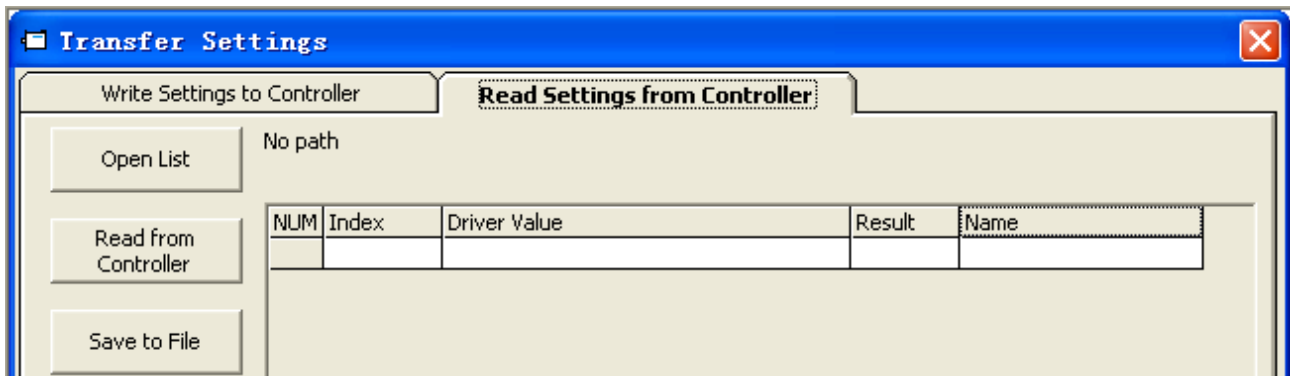 Transfer Settings
Write Settings to Controller Read Settings from Controller
Open List
No path
NUM Index Driver Value Result Name
Read from
Controller
Save to File